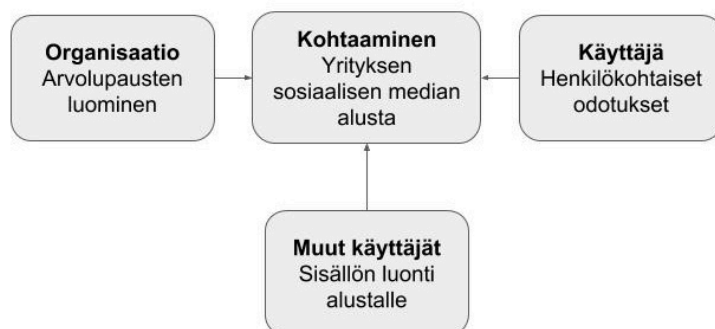 Organisaatio
Arvolupausten
luominen
Kohtaaminen
Yrityksen
sosiaalisen median
alusta
Käyttäjä
Henkilökohtaiset
odotukset
Muut käyttäjät
Sisällön luonti
alustalle